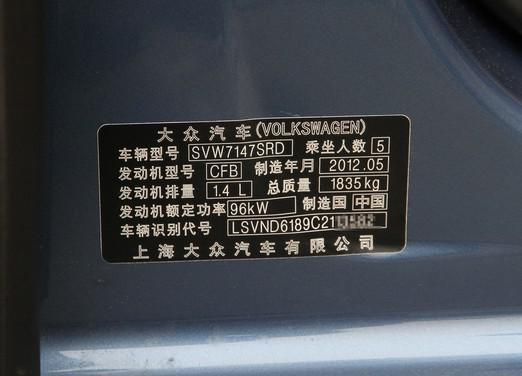 大众汽车(VOLKSWAGEN)
车辆型号 SVW7147SRD 乘坐人数 5
发动机型号 CFB 制造年月 2012.05
发动机排量 1.4 L 总质量 1835kg
发动机额定功率 96kW 制造国 中国
车辆识别代号 LSVND6189C21
上海大众汽车有限公司